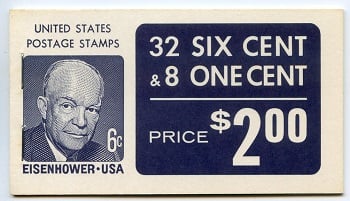 UNITED STATES
POSTAGE STAMPS
6c
EISENHOWER · USA
32 SIX CENT
& 8 ONE CENT
PRICE $2.00